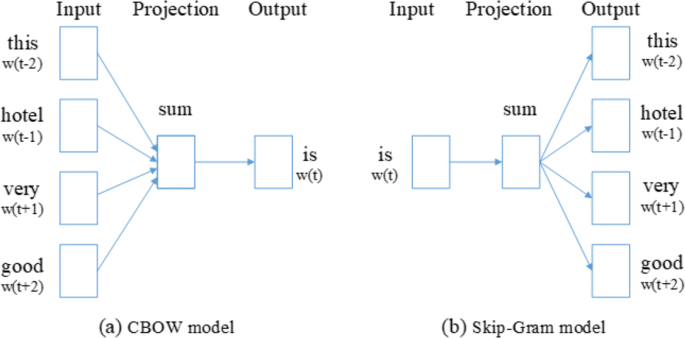 Input Projection Output
this
w(t-2)
hotel
w(t-1)
sum
is
w(t)
very
w(t+1)
good
w(t+2)
(a) CBOW model
Input Projection Output
this
w(t-2)
sum
hotel
w(t-1)
is
w(t)
very
w(t+1)
good
w(t+2)
(b) Skip-Gram model